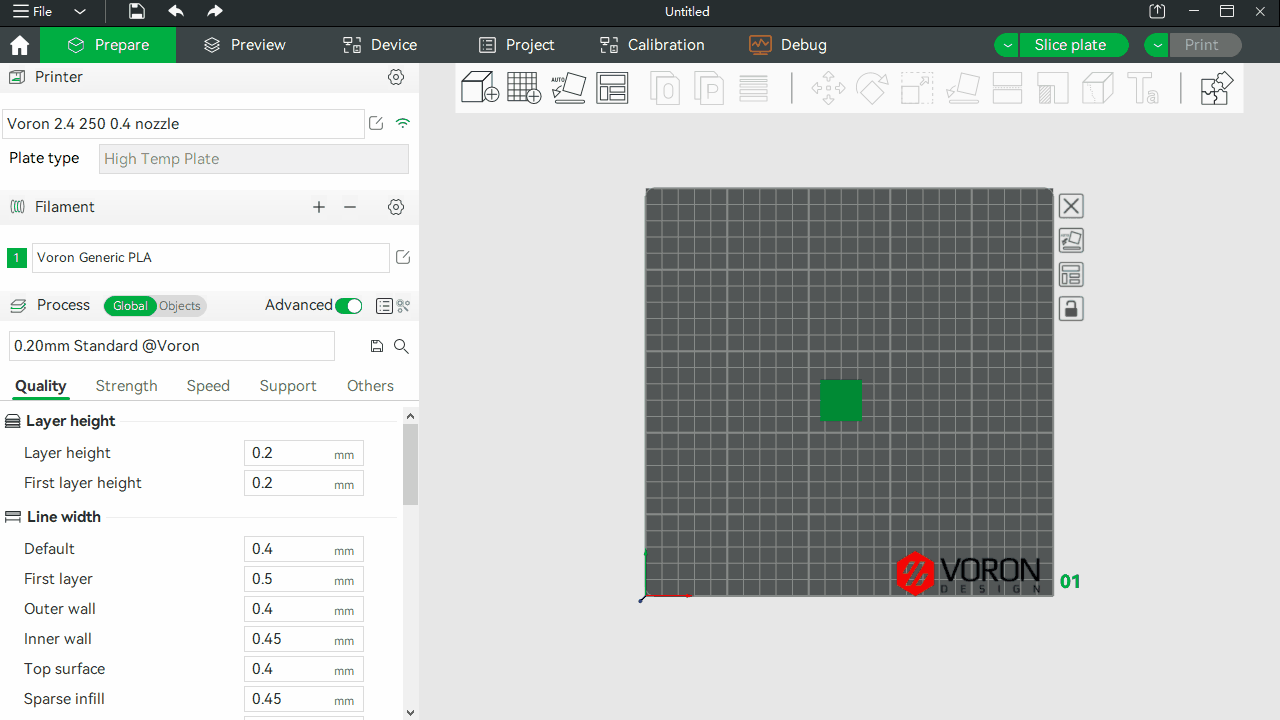 File
Untitled
Prepare
Preview
Device
Project
Calibration
Debug
Slice plate
Print
Printer
Voron 2.4 250 0.4 nozzle
Plate type
High Temp Plate
Filament
1
Voron Generic PLA
Process
Global
Objects
Advanced
0.20mm Standard @Voron
Quality
Strength
Speed
Support
Others
Layer height
Layer height 0.2 mm
First layer height 0.2 mm
Line width
Default 0.4 mm
First layer 0.5 mm
Outer wall 0.4 mm
Inner wall 0.45 mm
Top surface 0.4 mm
Sparse infill 0.45 mm
AUTO
O
P
Ta
VORON
DESIGN
01